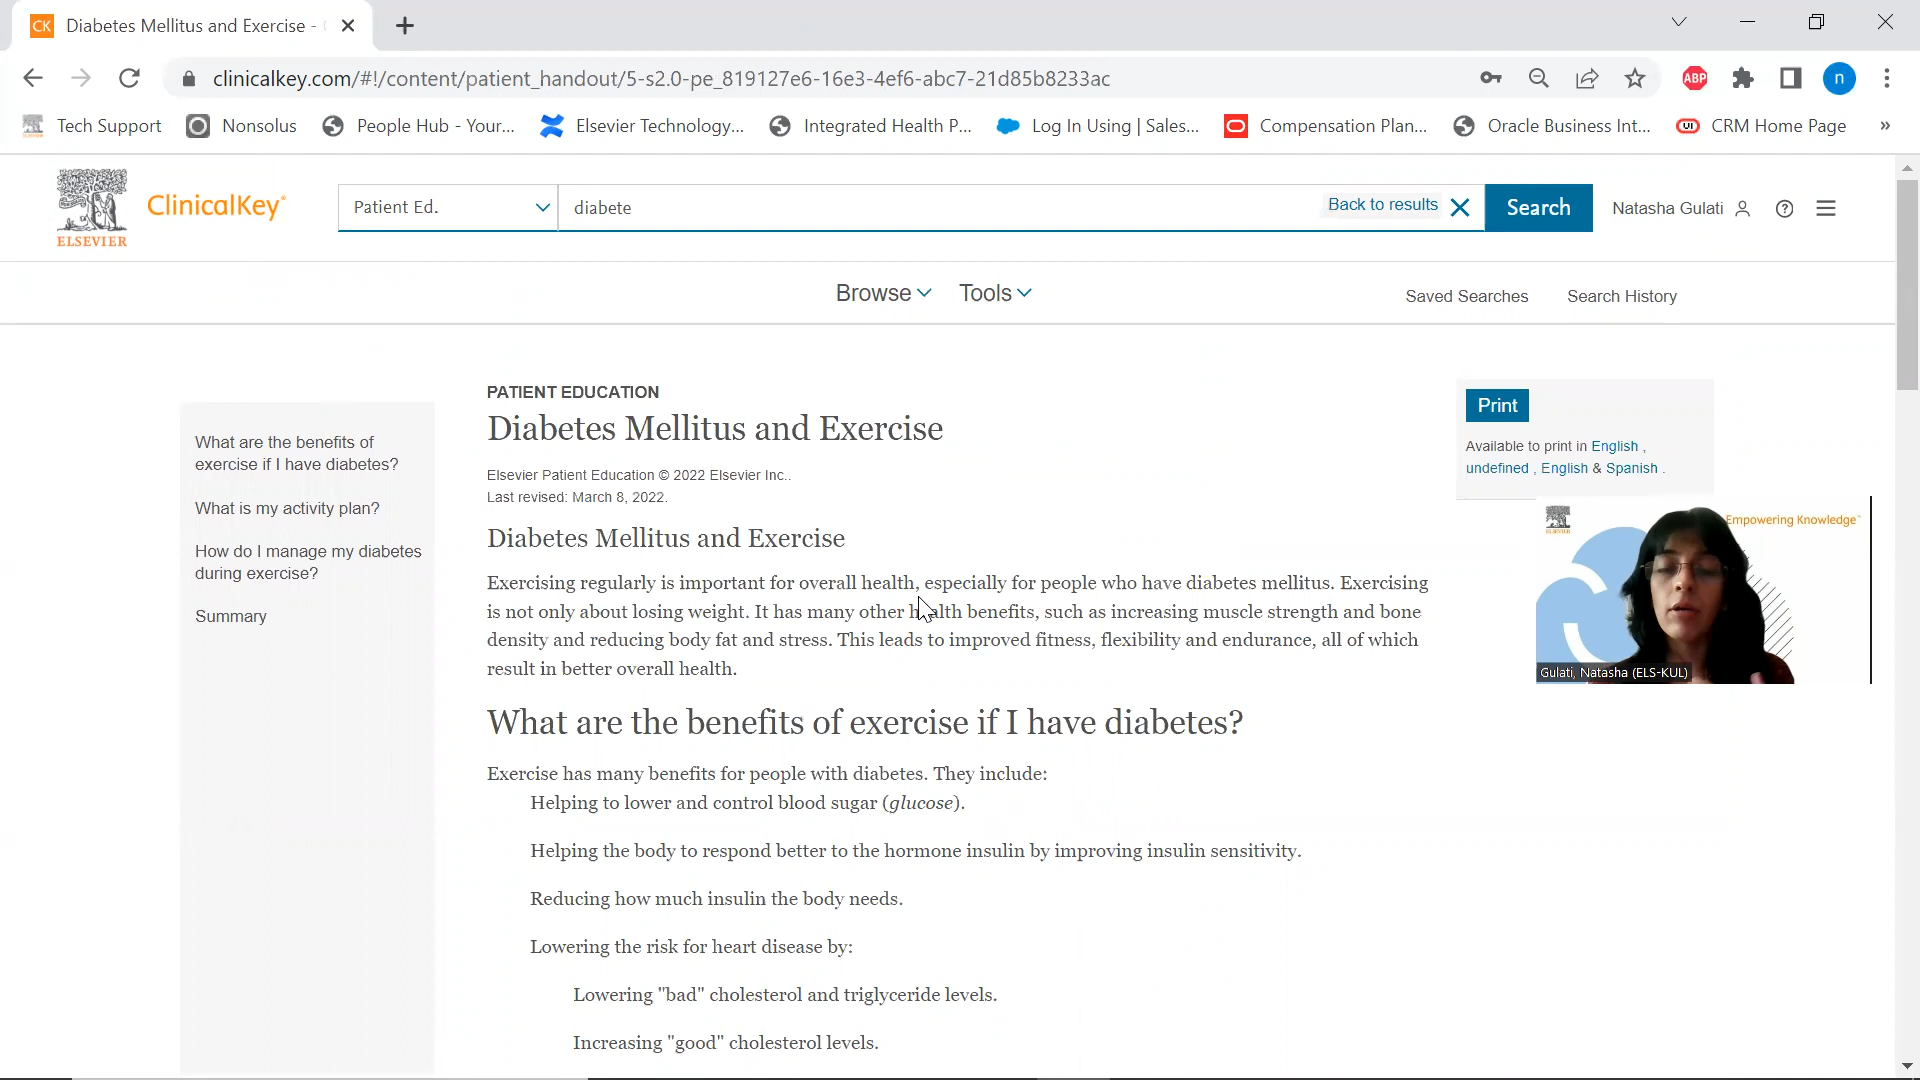 CK Diabetes Mellitus and Exercise -
clinicalkey.com/#!/content/patient_handout/5-s2.0-pe_819127e6-16e3-4ef6-abc7-21d85b8233ac
ABP
n
Tech Support
Nonsolus
People Hub - Your...
Elsevier Technology...
Integrated Health P...
Log In Using | Sales...
Compensation Plan...
Oracle Business Int...
UI
CRM Home Page
»
ELSEVIER
ClinicalKey®
Patient Ed.
diabete
Back to results
Search
Natasha Gulati
Browse
Tools
Saved Searches
Search History
What are the benefits of
exercise if I have diabetes?
What is my activity plan?
How do I manage my diabetes
during exercise?
Summary
PATIENT EDUCATION
Diabetes Mellitus and Exercise
Elsevier Patient Education © 2022 Elsevier Inc..
Last revised: March 8, 2022.
Diabetes Mellitus and Exercise
Exercising regularly is important for overall health, especially for people who have diabetes mellitus. Exercising
is not only about losing weight. It has many other health benefits, such as increasing muscle strength and bone
density and reducing body fat and stress. This leads to improved fitness, flexibility and endurance, all of which
result in better overall health.
What are the benefits of exercise if I have diabetes?
Exercise has many benefits for people with diabetes. They include:
Helping to lower and control blood sugar (glucose).
Helping the body to respond better to the hormone insulin by improving insulin sensitivity.
Reducing how much insulin the body needs.
Lowering the risk for heart disease by:
Lowering "bad" cholesterol and triglyceride levels.
Increasing "good" cholesterol levels.
Print
Available to print in English ,
undefined , English & Spanish .
ELSEVIER
Empowering Knowledge™
Gulati, Natasha (ELS-KUL)